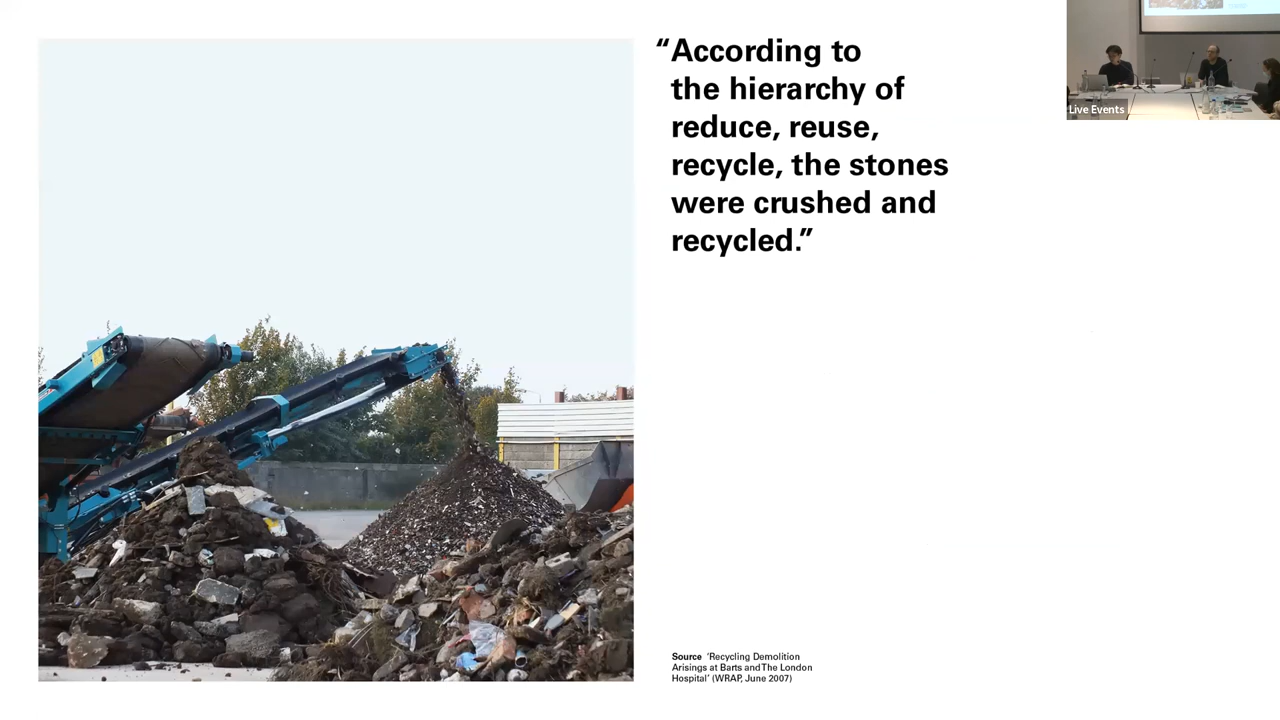 “According to
the hierarchy of
reduce, reuse,
recycle, the stones
were crushed and
recycled.”
Live Events
Source ‘Recycling Demolition
Arisings at Barts and The London
Hospital’ (WRAP, June 2007)